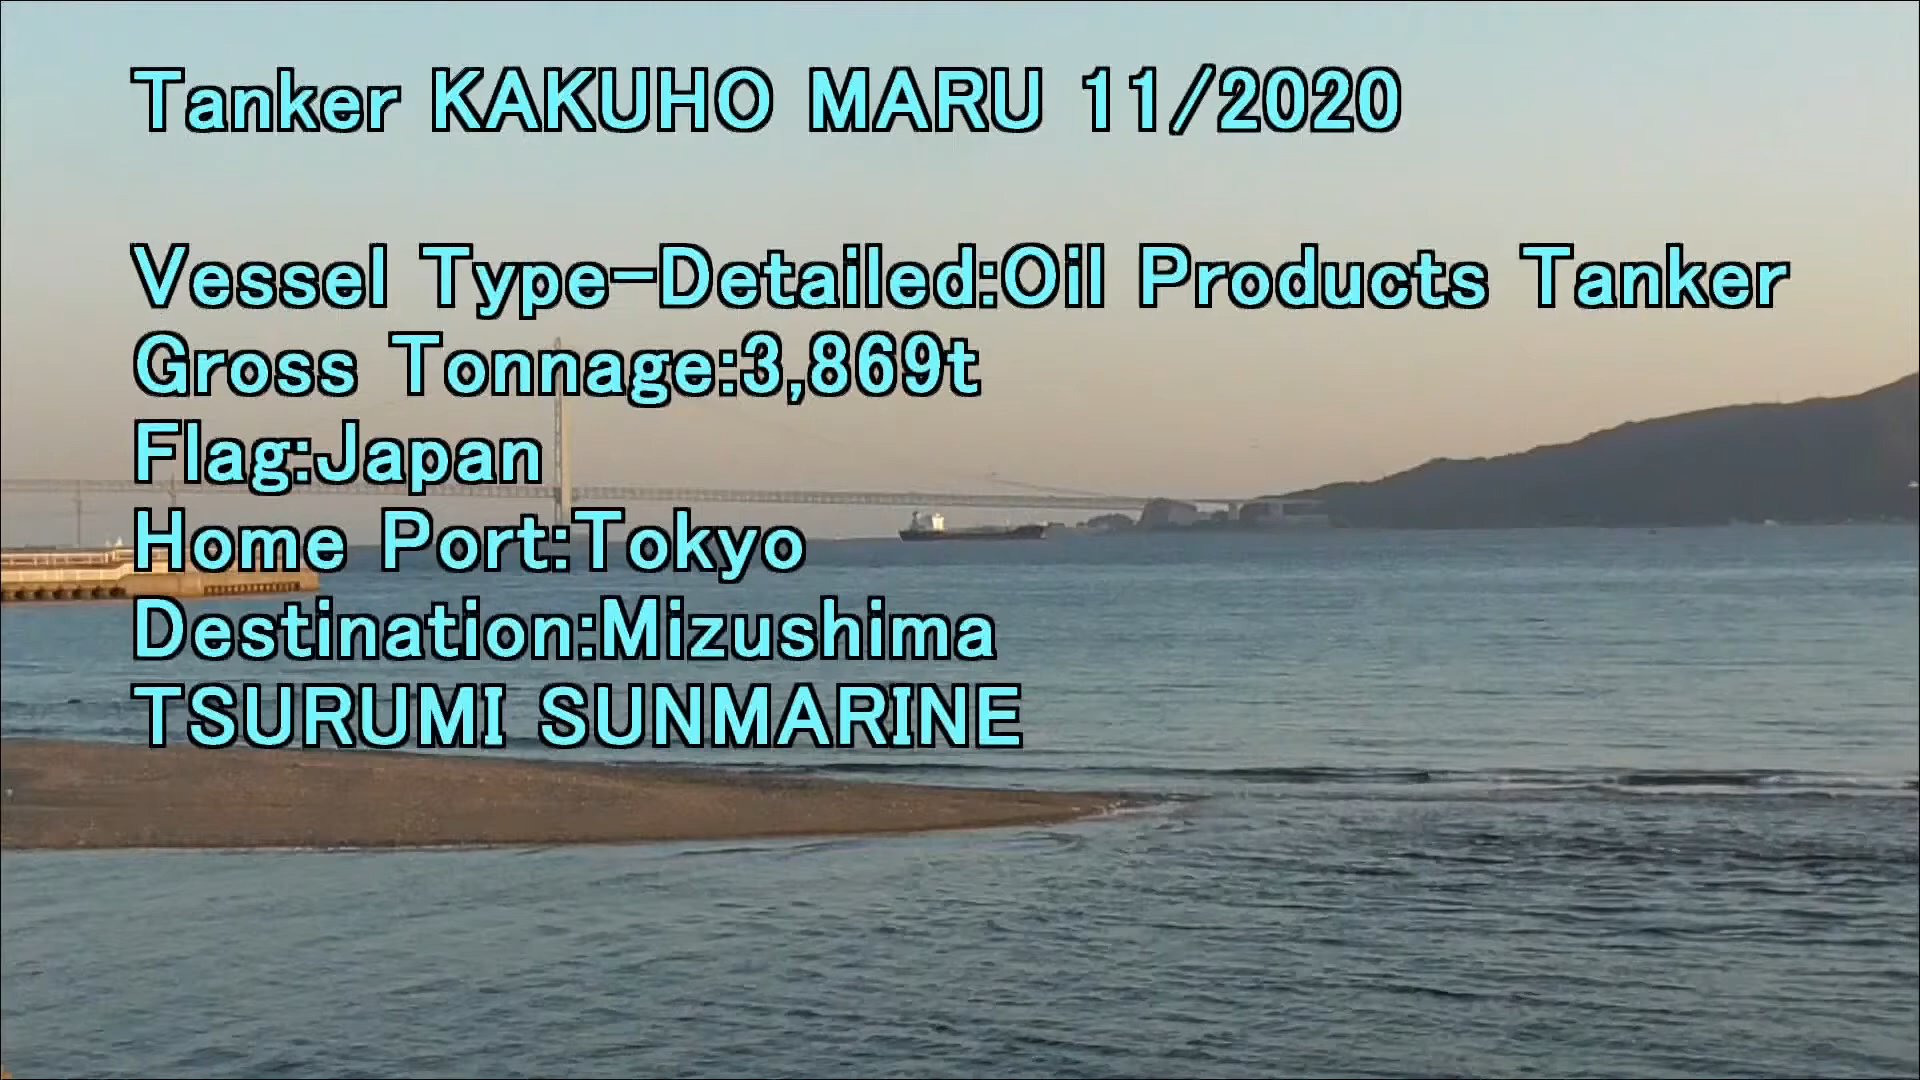 Tanker KAKUHO MARU 11/2020
Vessel Type-Detailed:Oil Products Tanker
Gross Tonnage:3,869t
Flag:Japan
Home Port:Tokyo
Destination:Mizushima
TSURUMI SUNMARINE